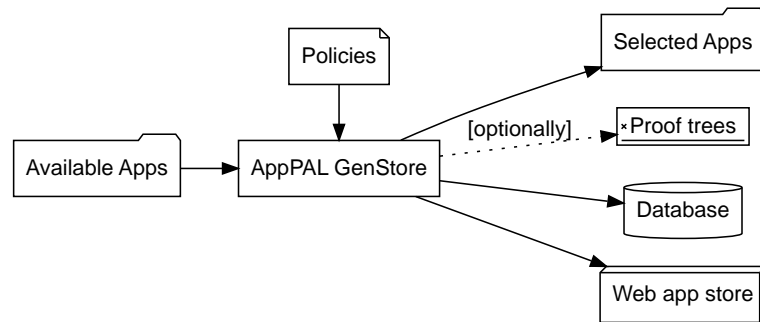 Selected Apps
Policies
[optionally]
Proof trees
Available Apps
AppPAL GenStore
Database
Web app store